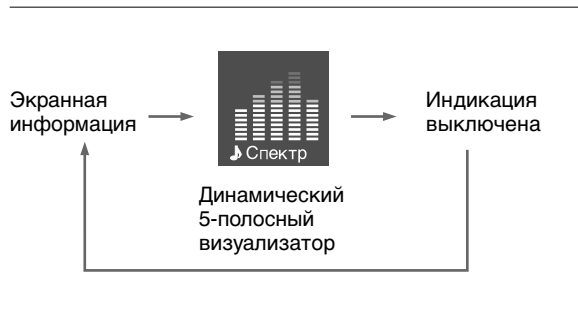 Экранная
информация
♪ Спектр
Индикация
выключена
Динамический
5-полосный
визуализатор